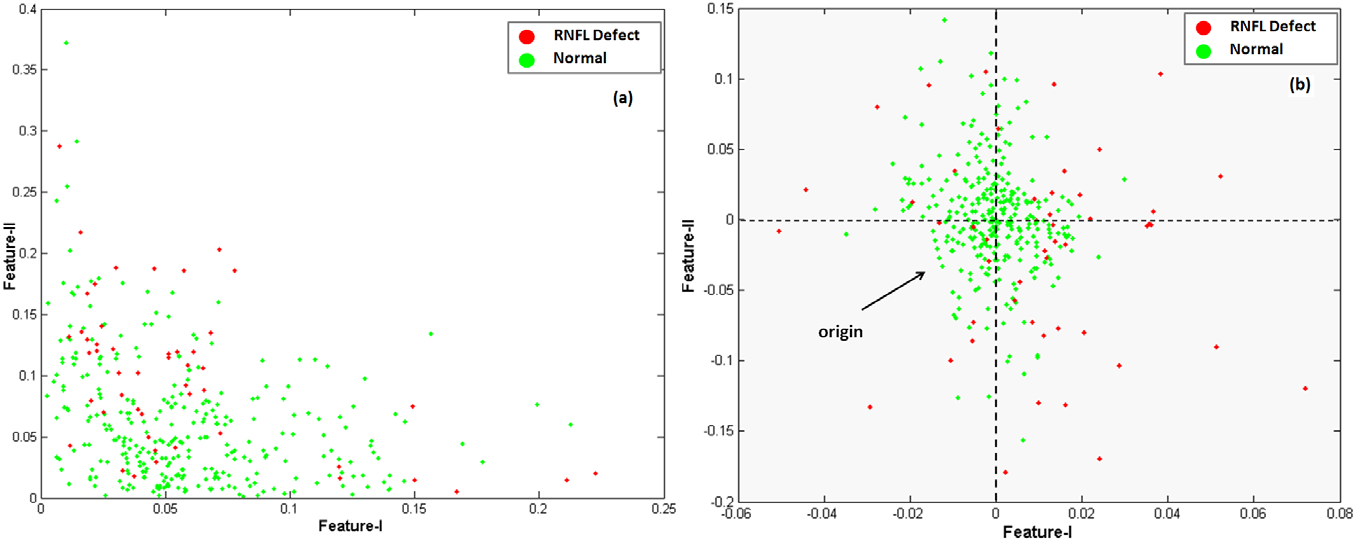 0.4
0.35
0.3
0.25
0.2
0.15
0.1
0.05
0
Feature-II
RNFL Defect
Normal
(a)
0 0.05 0.1 0.15 0.2 0.25
Feature-I
0.15
0.1
0.05
0
-0.05
-0.1
-0.15
-0.2
Feature-II
RNFL Defect
Normal
(b)
origin
-0.06 -0.04 -0.02 0 0.02 0.04 0.06 0.08
Feature-I